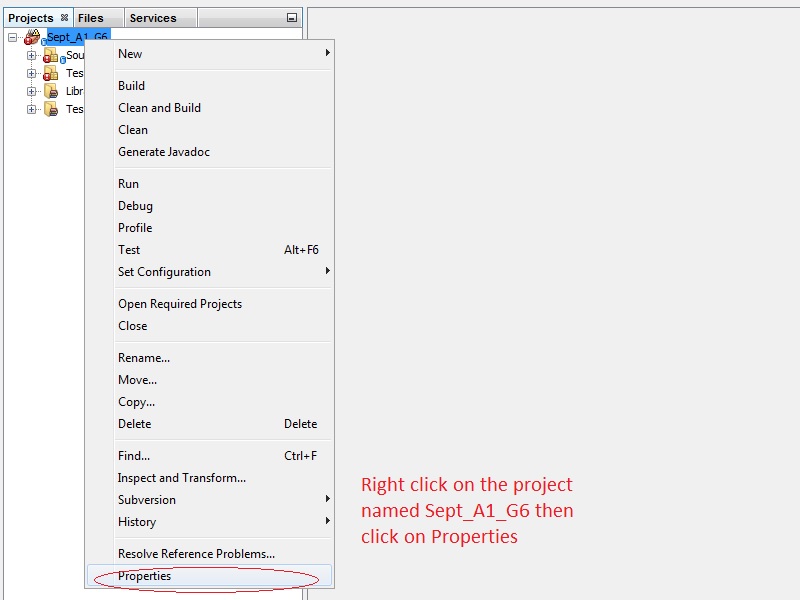 Projects Files Services
Sept_A1_G6
Sou
Tes
Libr
Tes
New
Build
Clean and Build
Clean
Generate Javadoc
Run
Debug
Profile
Test Alt+F6
Set Configuration
Open Required Projects
Close
Rename...
Move...
Copy...
Delete Delete
Find... Ctrl+F
Inspect and Transform...
Subversion
History
Resolve Reference Problems...
Properties
Right click on the project
named Sept_A1_G6 then
click on Properties